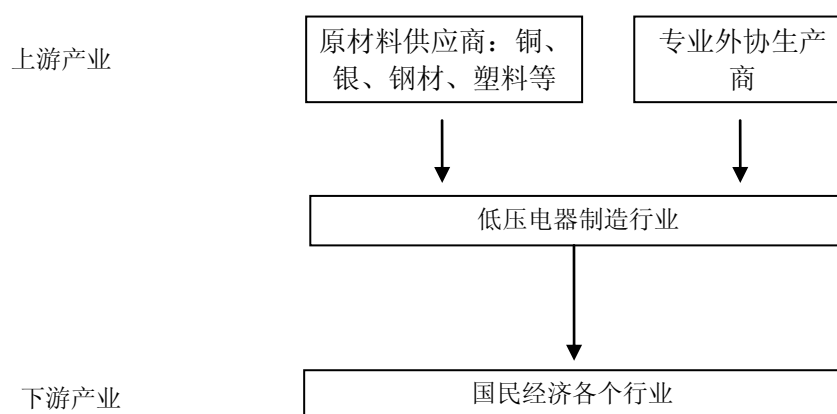 上游产业
原材料供应商：铜、
银、钢材、塑料等
专业外协生产
商
低压电器制造行业
下游产业
国民经济各个行业